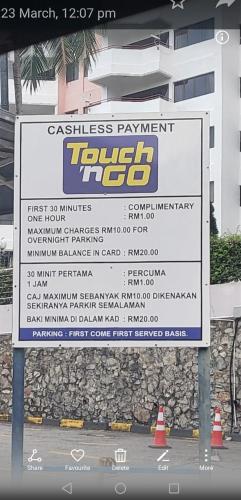 23 March, 12:07 pm
CASHLESS PAYMENT
Touch
'n GO
FIRST 30 MINUTES : COMPLIMENTARY
ONE HOUR : RM1.00
MAXIMUM CHARGES RM10.00 FOR
OVERNIGHT PARKING
MINIMUM BALANCE IN CARD : RM20.00
30 MINIT PERTAMA : PERCUMA
1 JAM : RM1.00
CAJ MAXIMUM SEBANYAK RM10.00 DIKENAKAN
SEKIRANYA PARKIR SEMALAMAN
BAKI MINIMA DI DALAM KAD : RM20.00
PARKING : FIRST COME FIRST SERVED BASIS.
Share Favourite Delete Edit More